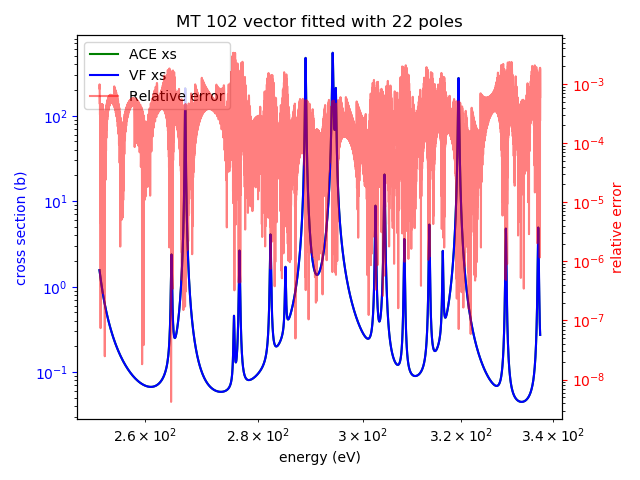 MT 102 vector fitted with 22 poles
ACE xs
VF xs
Relative error
cross section (b)
10²
10¹
10⁰
10⁻¹
10⁻³
10⁻⁴
10⁻⁵
10⁻⁶
10⁻⁷
10⁻⁸
relative error
2.6 × 10² 2.8 × 10² 3 × 10² 3.2 × 10² 3.4 × 10²
energy (eV)